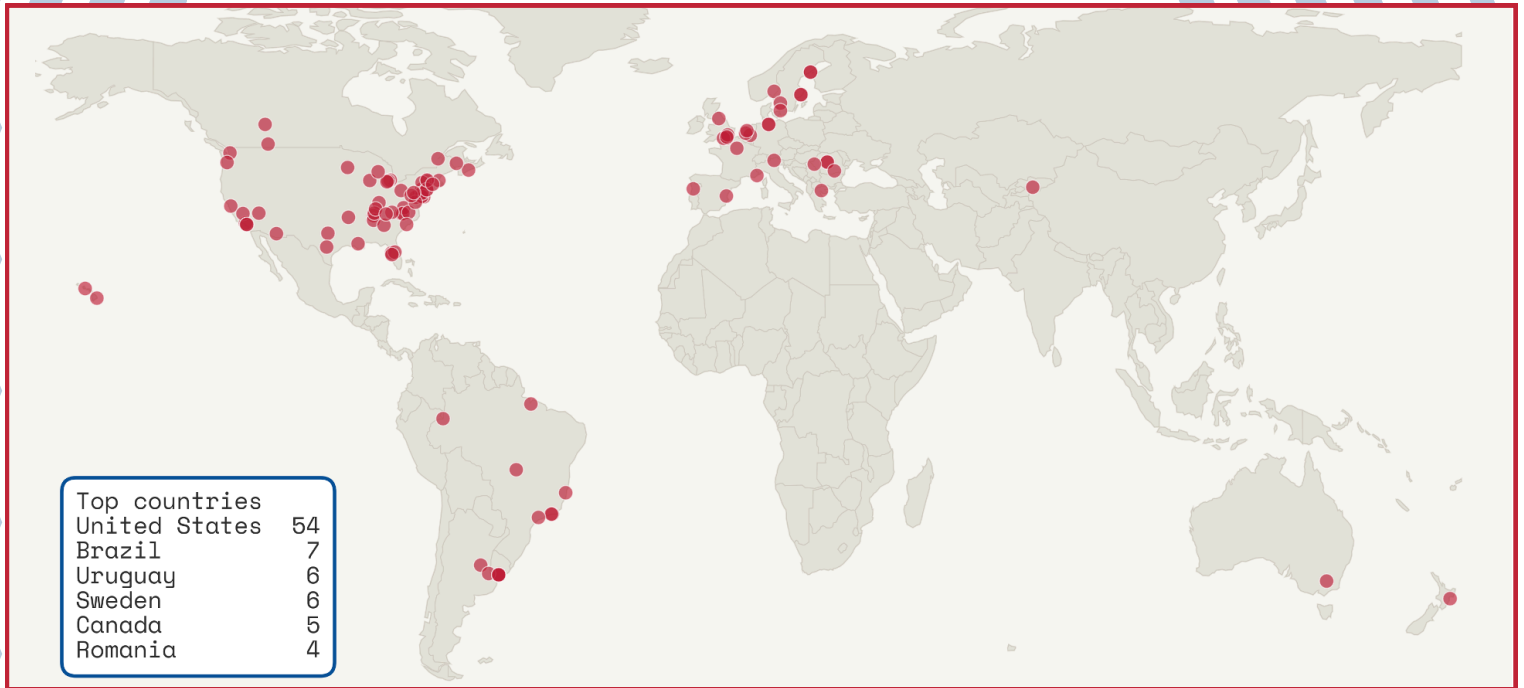 Top countries
United States 54
Brazil 7
Uruguay 6
Sweden 6
Canada 5
Romania 4